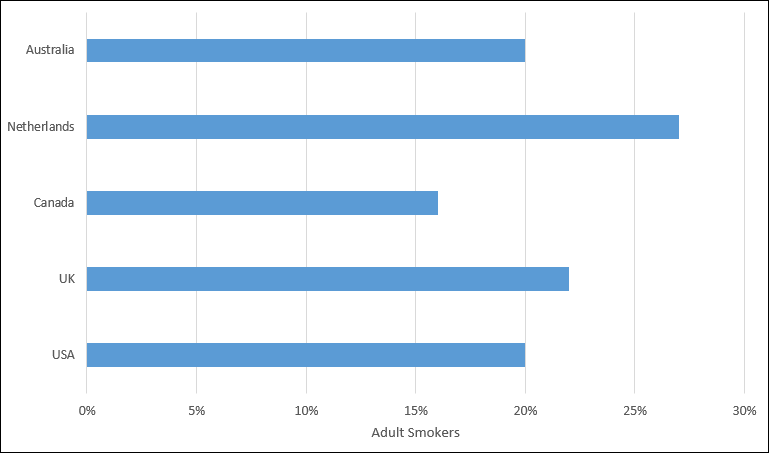 Australia
Netherlands
Canada
UK
USA
0% 5% 10% 15% 20% 25% 30%
Adult Smokers